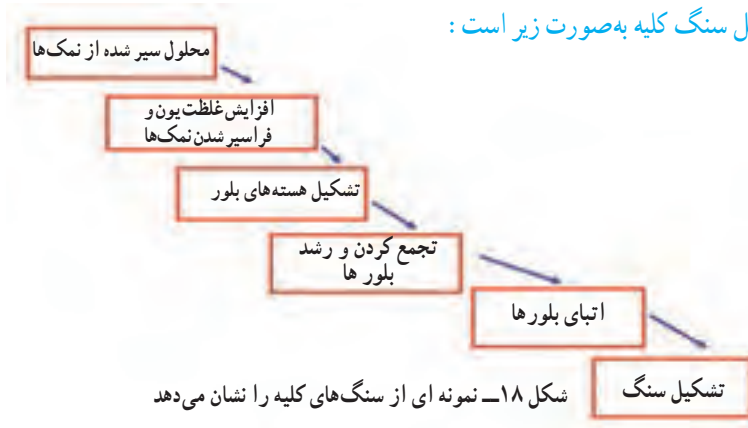 ل سنگ کلیه به‌صورت زیر است :
محلول سیر شده از نمک‌ها
افزایش غلظت یون و
فراسیر شدن نمک‌ها
تشکیل هسته‌های بلور
تجمع کردن و رشد
بلور ها
اتبای بلورها
تشکیل سنگ
شکل ۱۸ــ نمونه ای از سنگ‌های کلیه را نشان می‌دهد